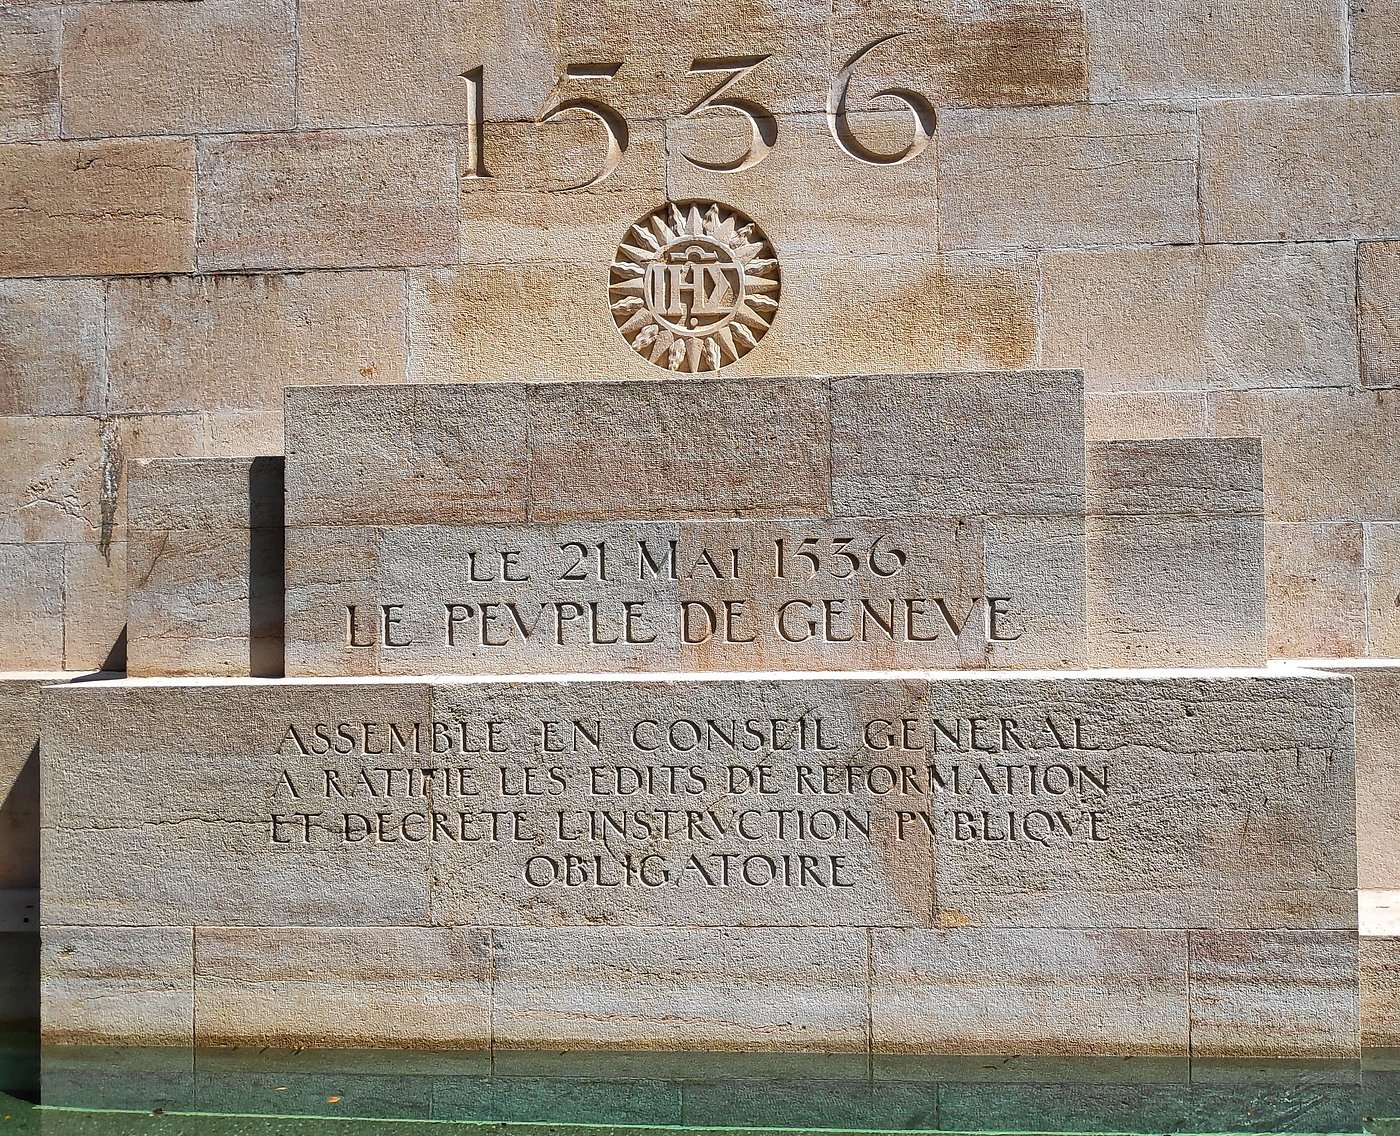 1536
IHΣ
LE 21 MAI 1536
LE PEVPLE DE GENEVE
ASSEMBLE EN CONSEIL GENERAL
A RATIFIE LES EDITS DE REFORMATION
ET DECRETE L'INSTRVCTION PVBLIQVE
OBLIGATOIRE